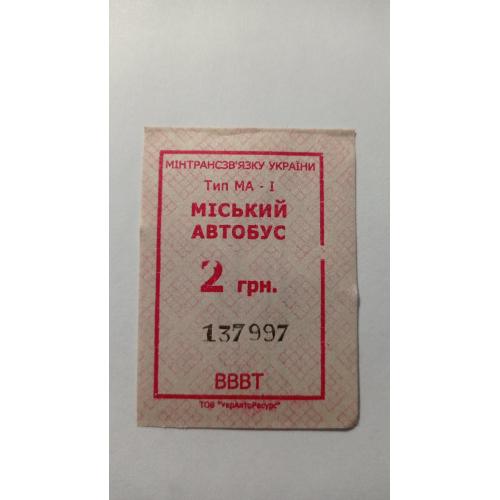 МІНТРАНСЗВ'ЯЗКУ УКРАЇНИ
Тип МА - І
МІСЬКИЙ
АВТОБУС
2 грн.
137997
ВВВТ
ТОВ "УкрАвтоРесурс"